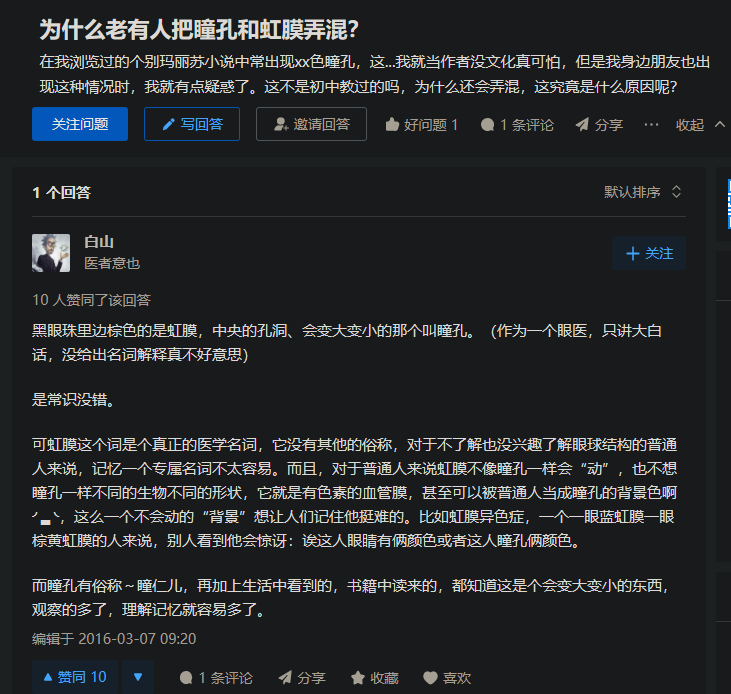 为什么老有人把瞳孔和虹膜弄混?
在我浏览过的个别玛丽苏小说中常出现xx色瞳孔，这...我就当作者没文化真可怕，但是我身边朋友也出
现这种情况时，我就有点疑惑了。这不是初中教过的吗，为什么还会弄混，这究竟是什么原因呢?
关注问题 写回答 邀请回答 好问题 1 1 条评论 分享 ··· 收起
1 个回答 默认排序
白山
医者意也
关注
10 人赞同了该回答
黑眼珠里边棕色的是虹膜，中央的孔洞、会变大变小的那个叫瞳孔。（作为一个眼医，只讲大白
话，没给出名词解释真不好意思）
是常识没错。
可虹膜这个词是个真正的医学名词，它没有其他的俗称，对于不了解也没兴趣了解眼球结构的普通
人来说，记忆一个专属名词不太容易。而且，对于普通人来说虹膜不像瞳孔一样会“动”，也不想
瞳孔一样不同的生物不同的形状，它就是有色素的血管膜，甚至可以被普通人当成瞳孔的背景色啊
，这么一个不会动的“背景”想让人们记住他挺难的。比如虹膜异色症，一个一眼蓝虹膜一眼
棕黄虹膜的人来说，别人看到他会惊讶：诶这人眼睛有俩颜色或者这人瞳孔俩颜色。
而瞳孔有俗称～瞳仁儿，再加上生活中看到的，书籍中读来的，都知道这是个会变大变小的东西，
观察的多了，理解记忆就容易多了。
编辑于 2016-03-07 09:20
赞同 10 1 条评论 分享 收藏 喜欢